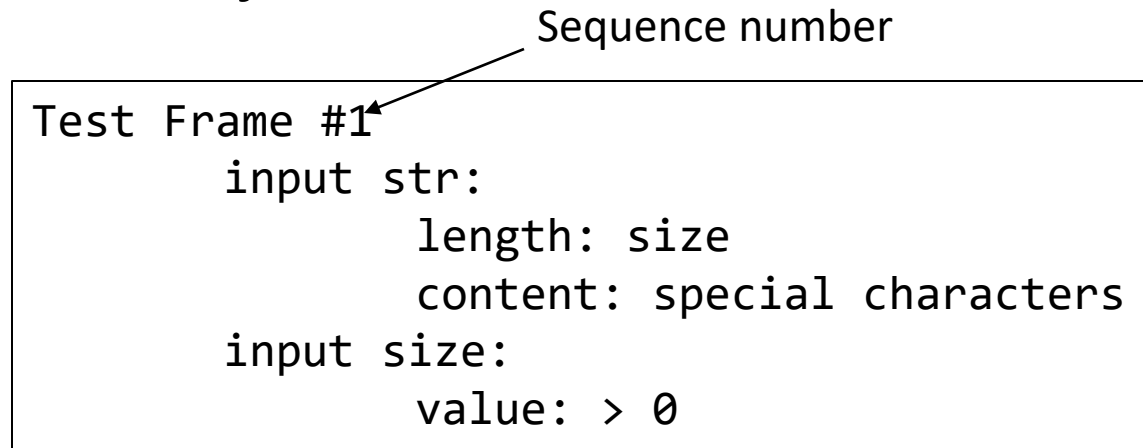 Sequence number
Test Frame #1
input str:
length: size
content: special characters
input size:
value: > 0